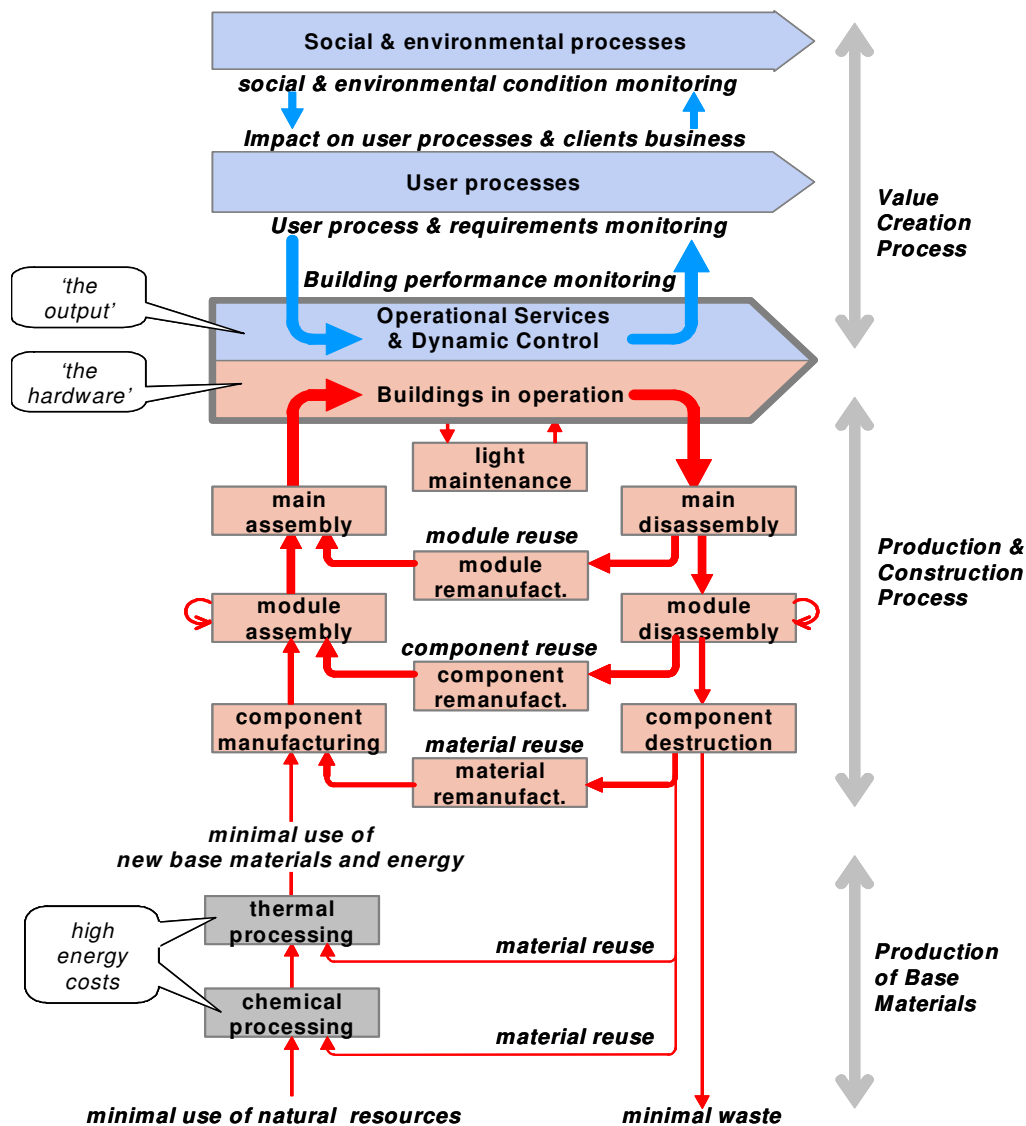 Social & environmental processes
social & environmental condition monitoring
Impact on user processes & clients business
User processes
User process & requirements monitoring
Value
Creation
Process
Building performance monitoring
'the
output'
Operational Services
& Dynamic Control
'the
hardware'
Buildings in operation
light
maintenance
main
assembly
main
disassembly
module reuse
module
remanufact.
Production &
Construction
Process
module
assembly
module
disassembly
component reuse
component
remanufact.
component
manufacturing
component
destruction
material reuse
material
remanufact.
minimal use of
new base materials and energy
thermal
processing
high
energy
costs
material reuse
Production
of Base
Materials
chemical
processing
material reuse
minimal use of natural resources
minimal waste